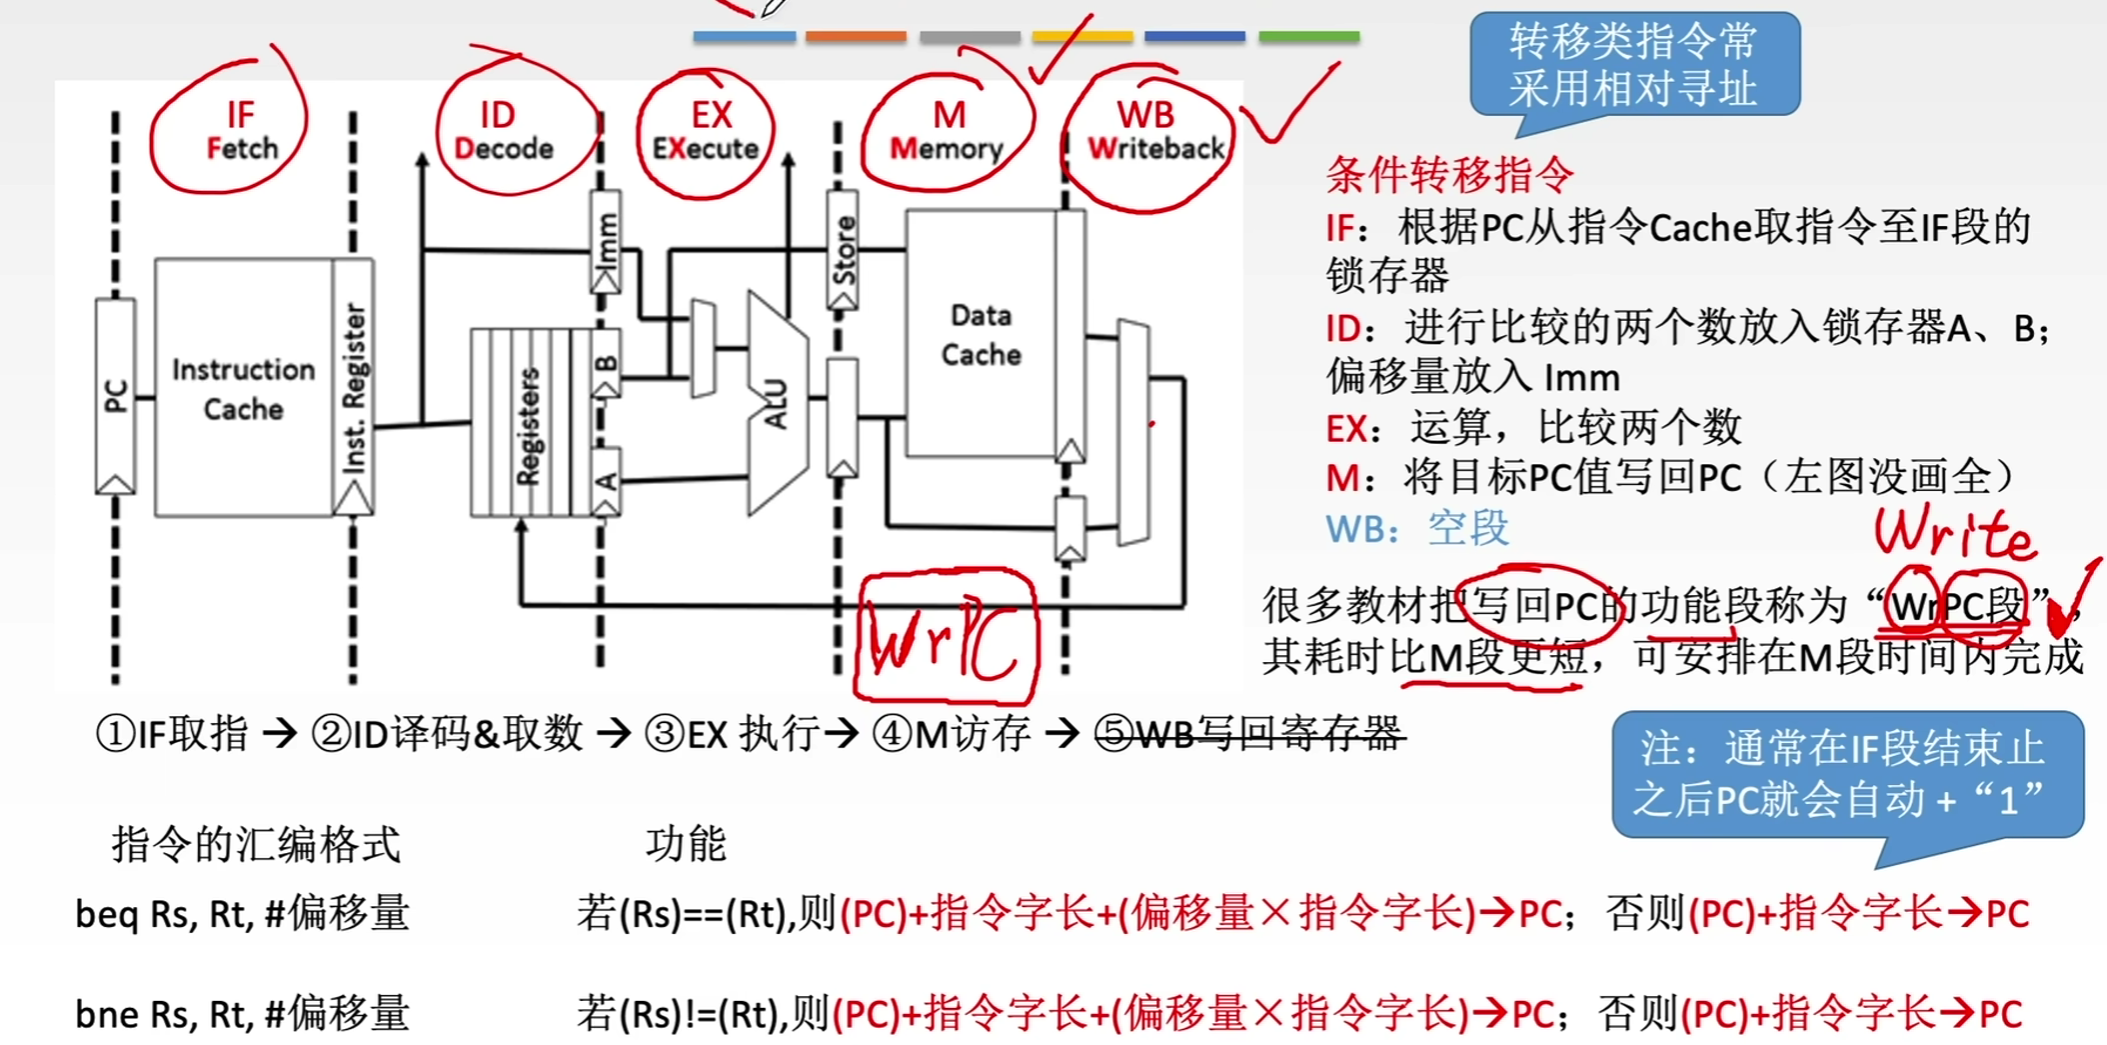 转移类指令常
采用相对寻址
IF
Fetch
ID
Decode
EX
EXecute
M
Memory
WB
Writeback
PC
Instruction
Cache
Inst. Register
Registers
Imm
B
A
ALU
Store
Data
Cache
WrPC
条件转移指令
IF：根据PC从指令Cache取指令至IF段的
锁存器
ID：进行比较的两个数放入锁存器A、B；
偏移量放入 Imm
EX：运算，比较两个数
M：将目标PC值写回PC（左图没画全）
WB：空段
Write
很多教材把写回PC的功能段称为“WrPC段”，
其耗时比M段更短，可安排在M段时间内完成
①IF取指 → ②ID译码&取数 → ③EX 执行→ ④M访存 → ⑤WB写回寄存器
注：通常在IF段结束止
之后PC就会自动 + “1”
指令的汇编格式 功能
beq Rs, Rt, #偏移量 若(Rs)==(Rt),则(PC)+指令字长+(偏移量×指令字长)→PC；否则(PC)+指令字长→PC
bne Rs, Rt, #偏移量 若(Rs)!=(Rt),则(PC)+指令字长+(偏移量×指令字长)→PC；否则(PC)+指令字长→PC